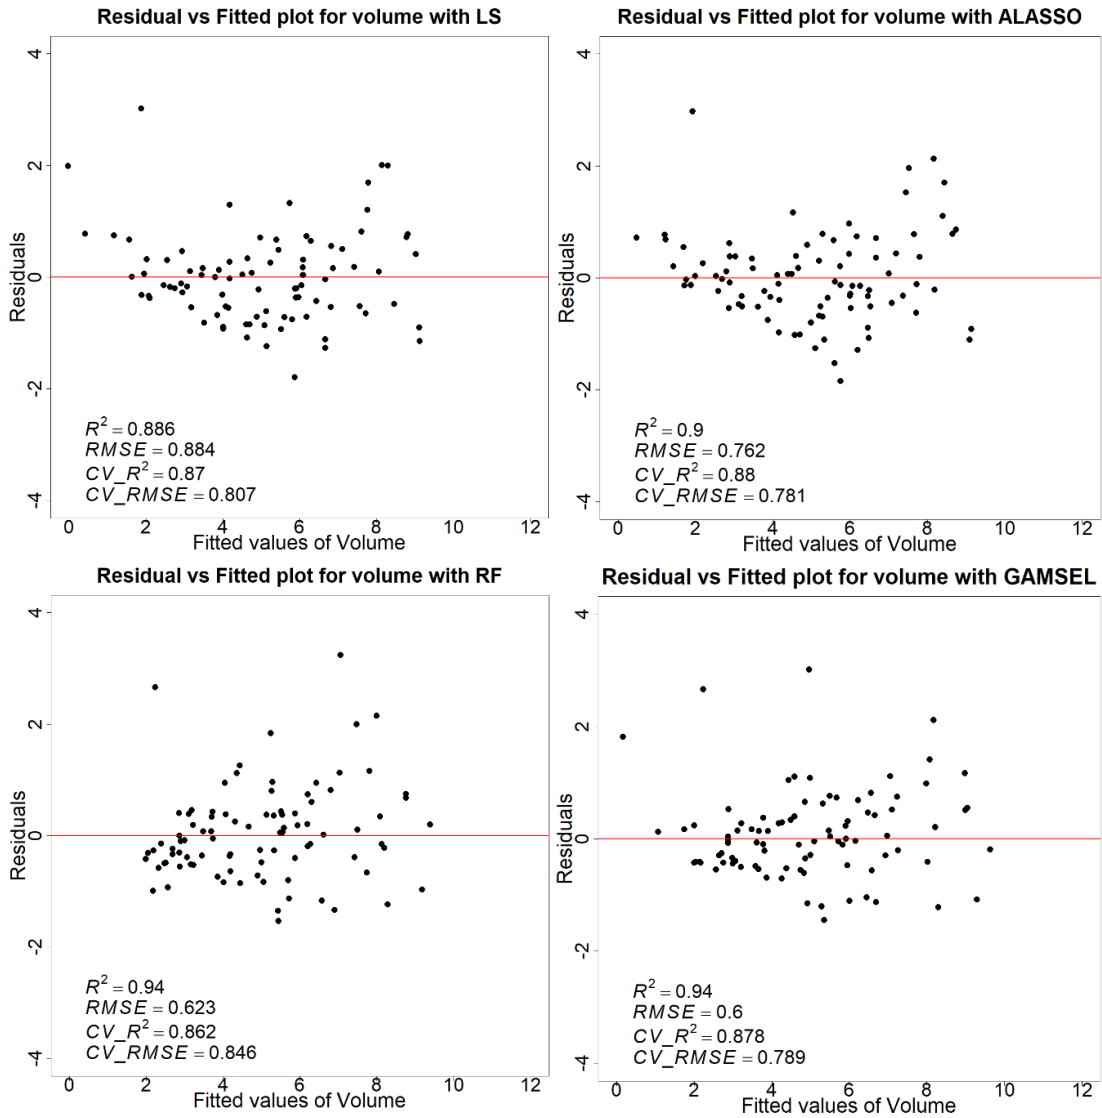 Residual vs Fitted plot for volume with LS
4
2
0
-2
-4
Residuals
R² = 0.886
RMSE = 0.884
CV_R² = 0.87
CV_RMSE = 0.807
0 2 4 6 8 10 12
Fitted values of Volume
Residual vs Fitted plot for volume with ALASSO
4
2
0
-2
-4
Residuals
R² = 0.9
RMSE = 0.762
CV_R² = 0.88
CV_RMSE = 0.781
0 2 4 6 8 10 12
Fitted values of Volume
Residual vs Fitted plot for volume with RF
4
2
0
-2
-4
Residuals
R² = 0.94
RMSE = 0.623
CV_R² = 0.862
CV_RMSE = 0.846
0 2 4 6 8 10 12
Fitted values of Volume
Residual vs Fitted plot for volume with GAMSEL
4
2
0
-2
-4
Residuals
R² = 0.94
RMSE = 0.6
CV_R² = 0.878
CV_RMSE = 0.789
0 2 4 6 8 10 12
Fitted values of Volume